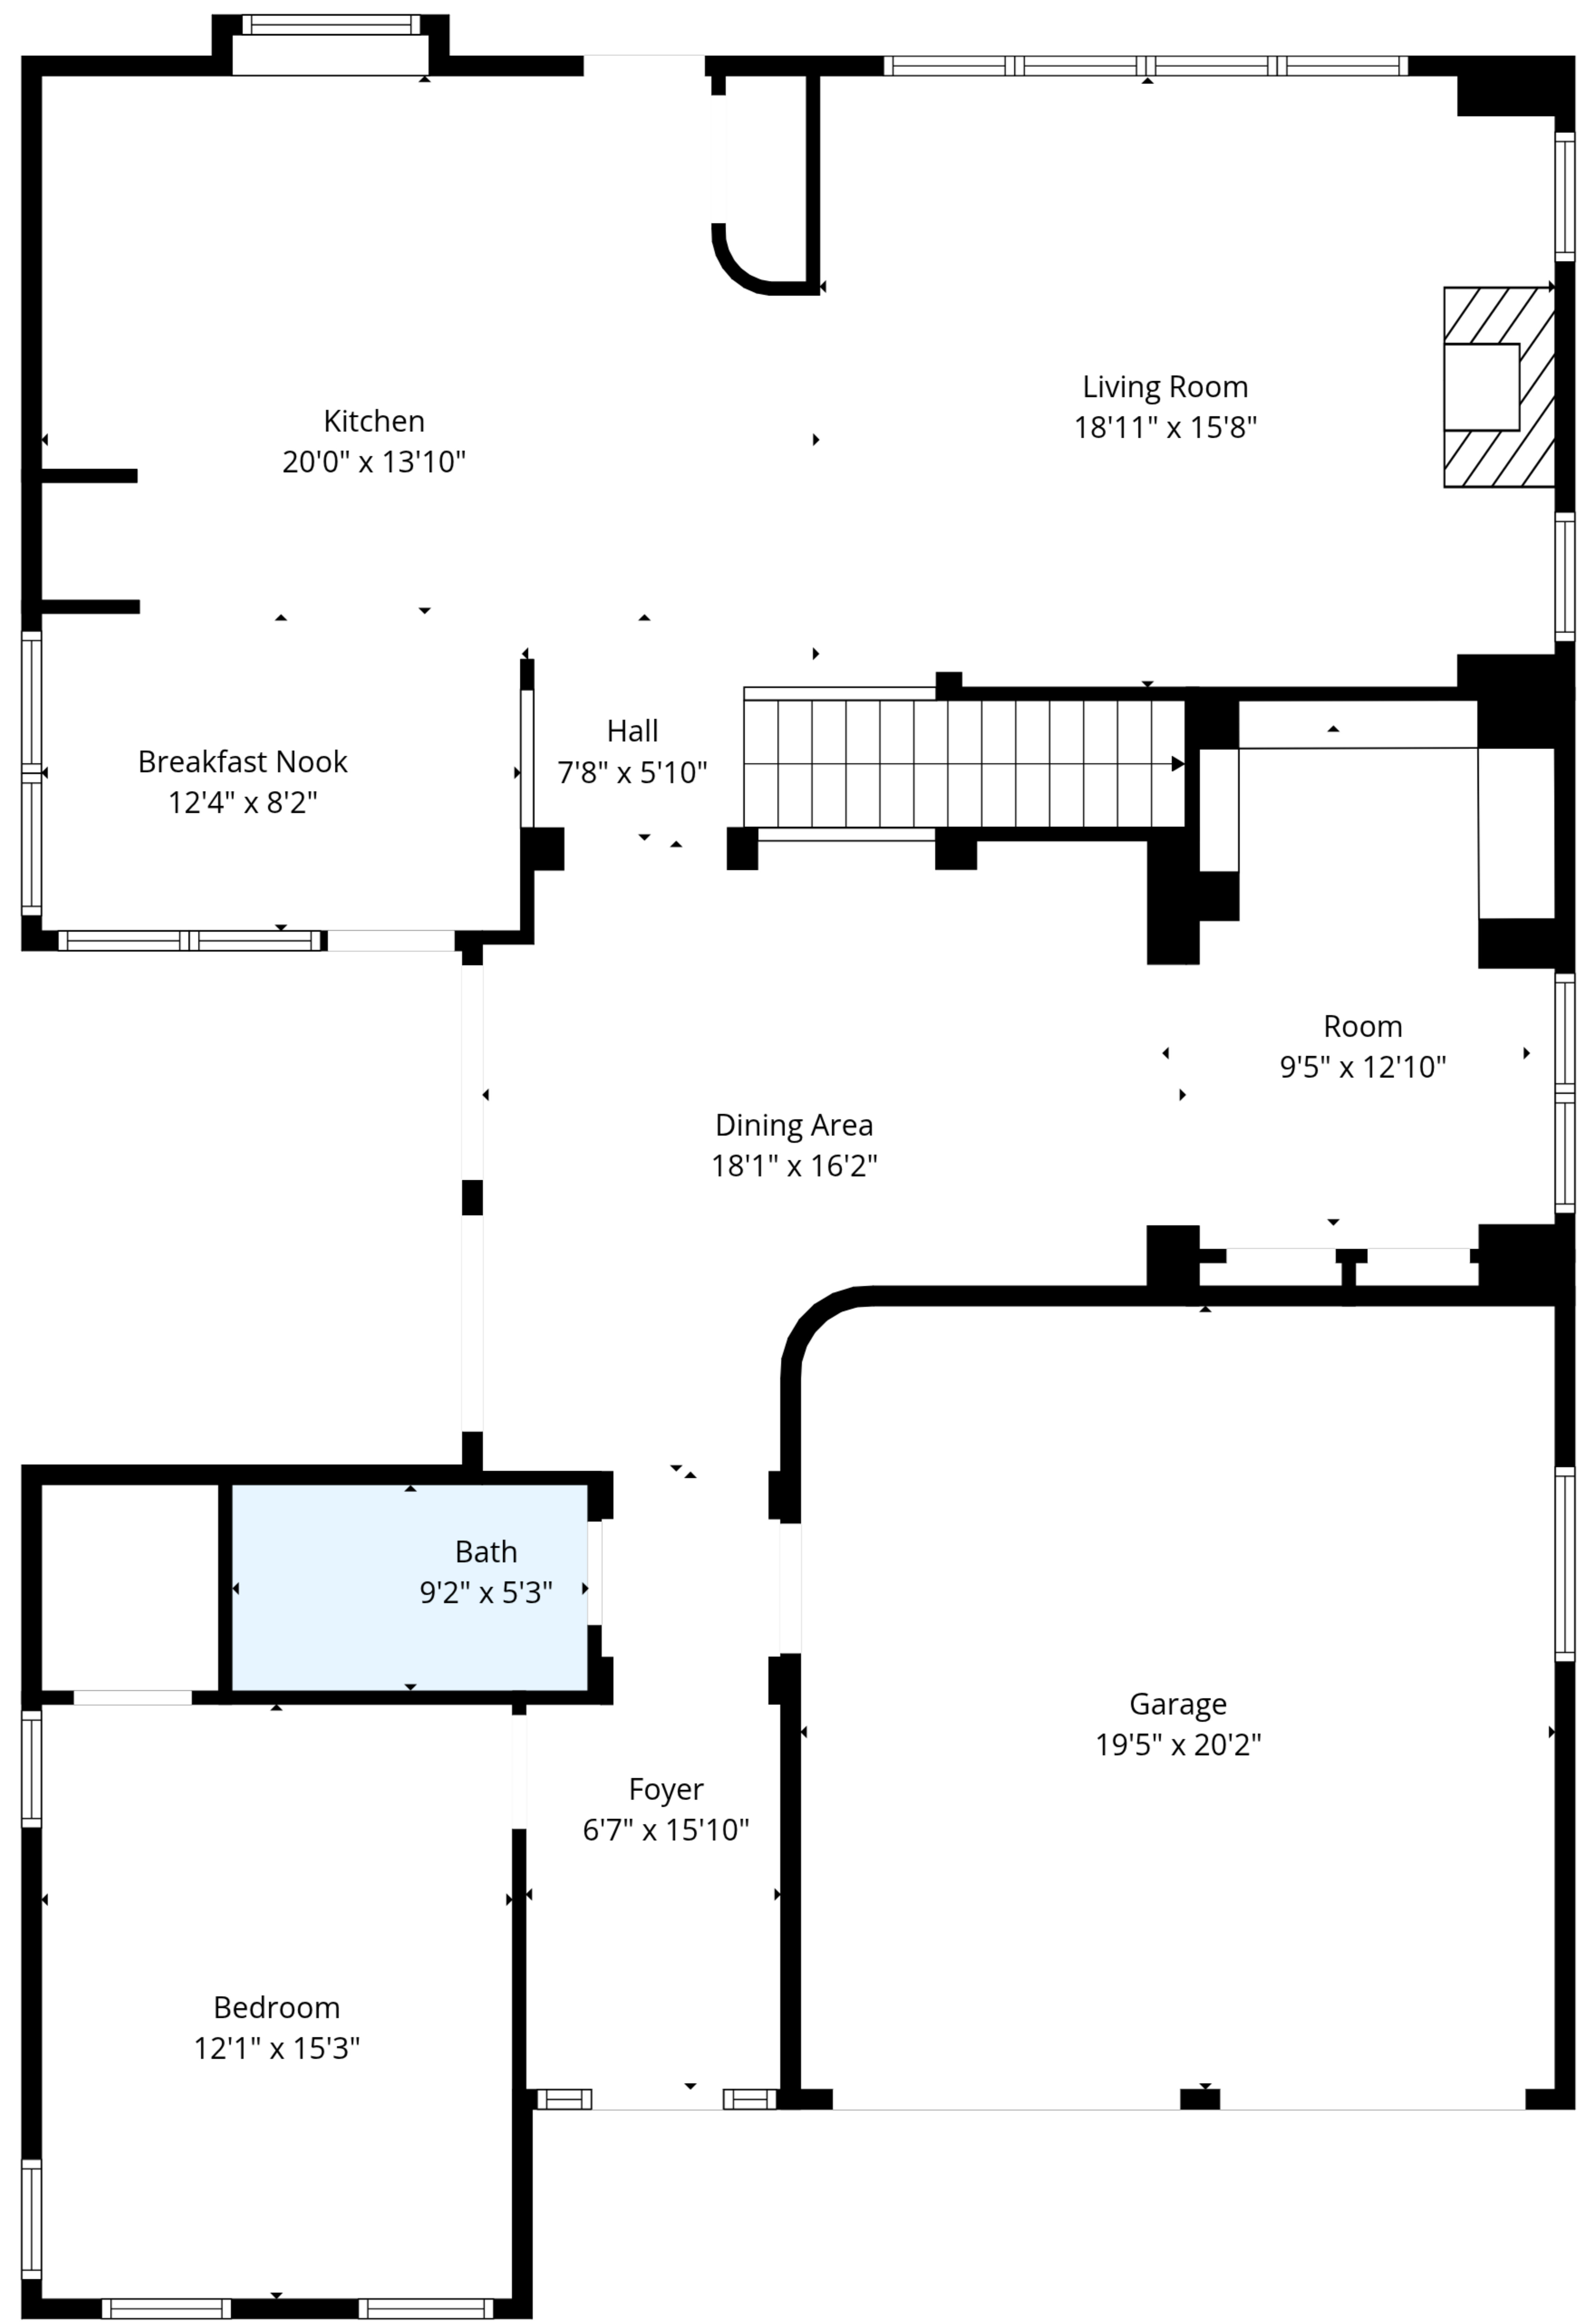 Kitchen
20'0" x 13'10"
Living Room
18'11" x 15'8"
Breakfast Nook
12'4" x 8'2"
Hall
7'8" x 5'10"
Room
9'5" x 12'10"
Dining Area
18'1" x 16'2"
Bath
9'2" x 5'3"
Garage
19'5" x 20'2"
Foyer
6'7" x 15'10"
Bedroom
12'1" x 15'3"